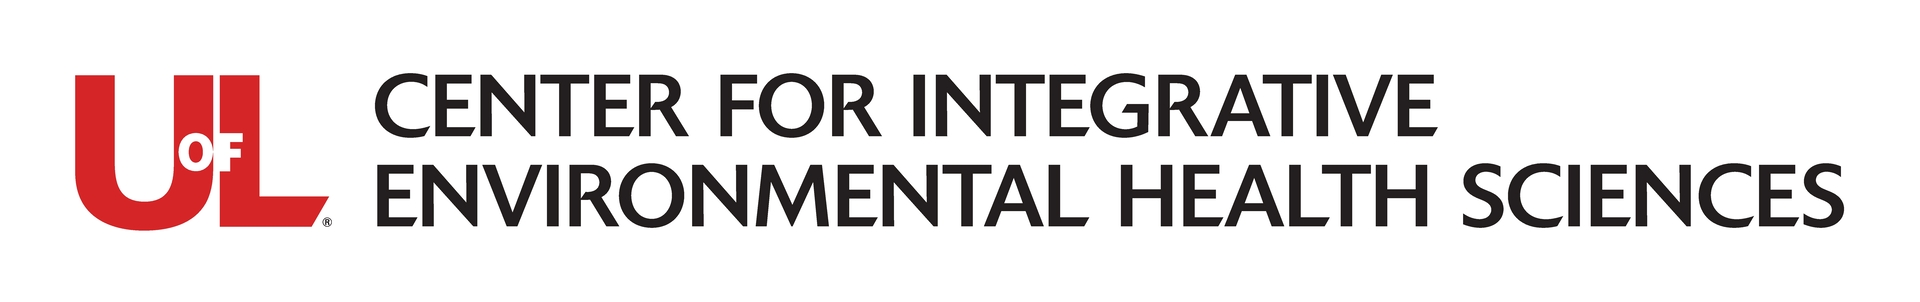 UOFL®
CENTER FOR INTEGRATIVE
ENVIRONMENTAL HEALTH SCIENCES